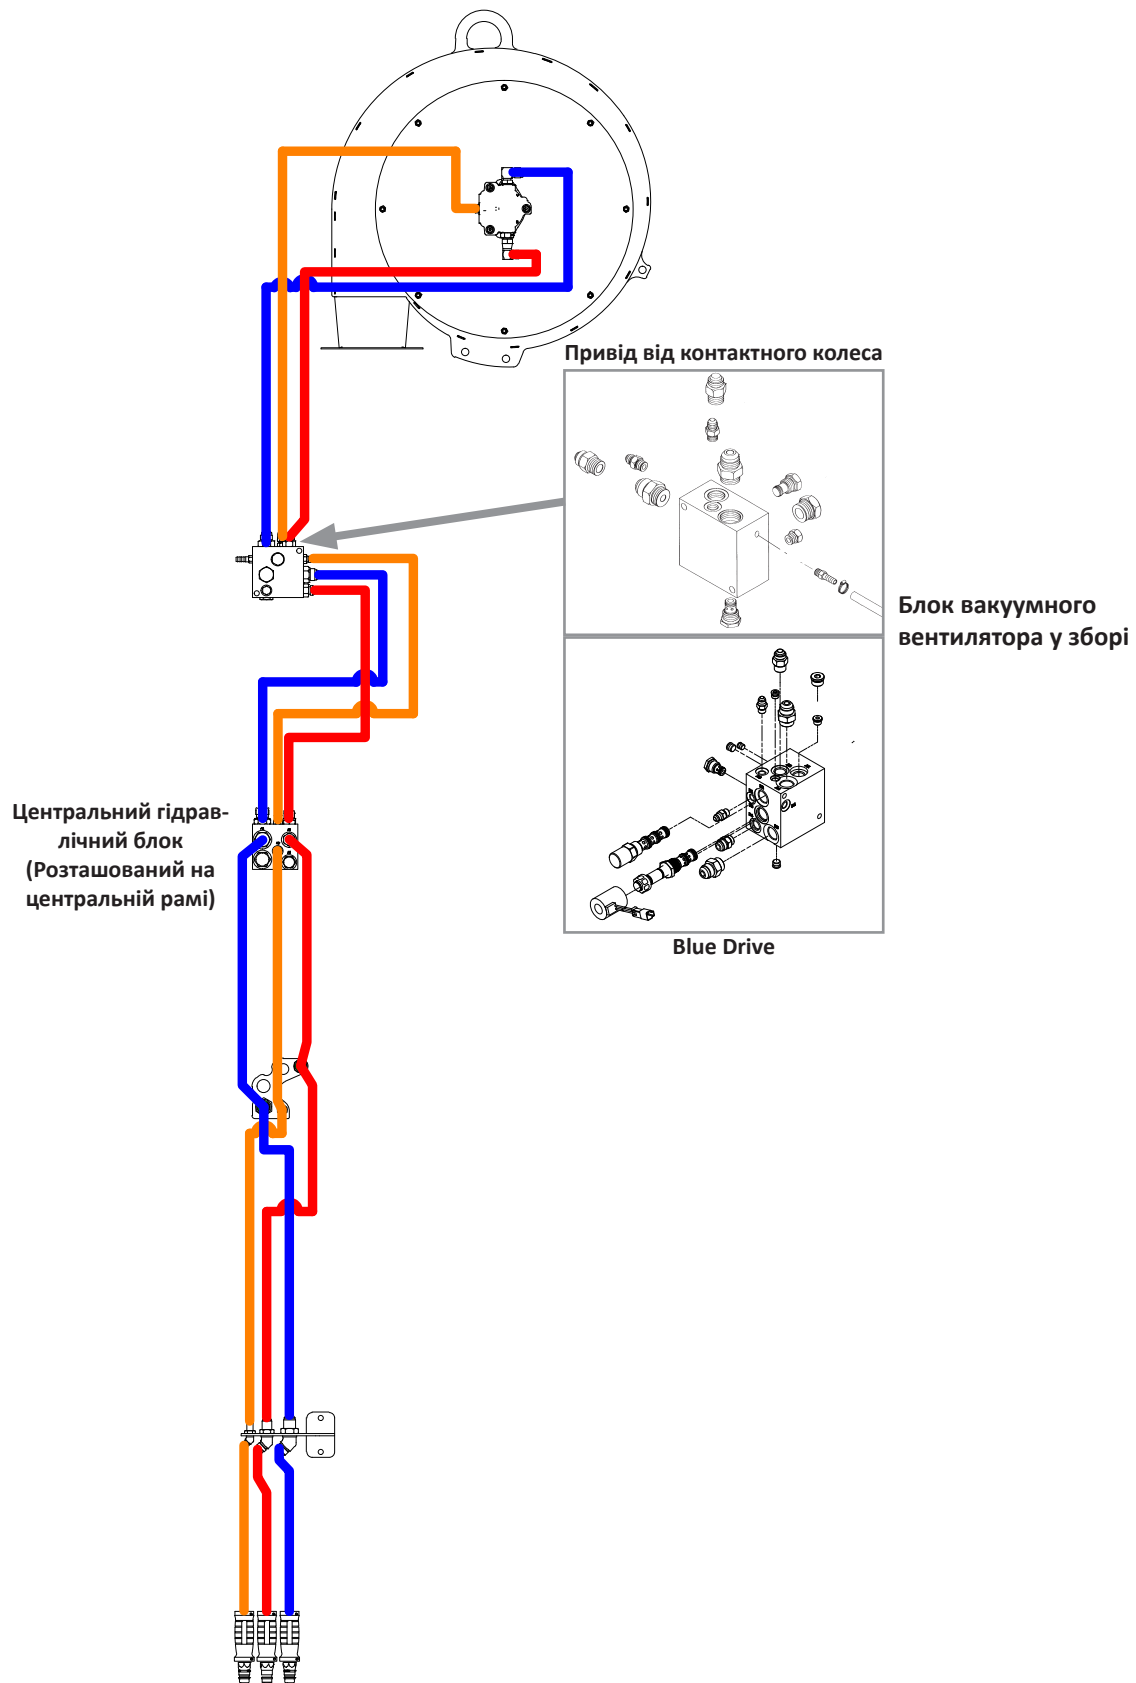 Привід від контактного колеса
Блок вакуумного
вентилятора у зборі
Центральний гідрав-
лічний блок
(Розташований на
центральній рамі)
Blue Drive